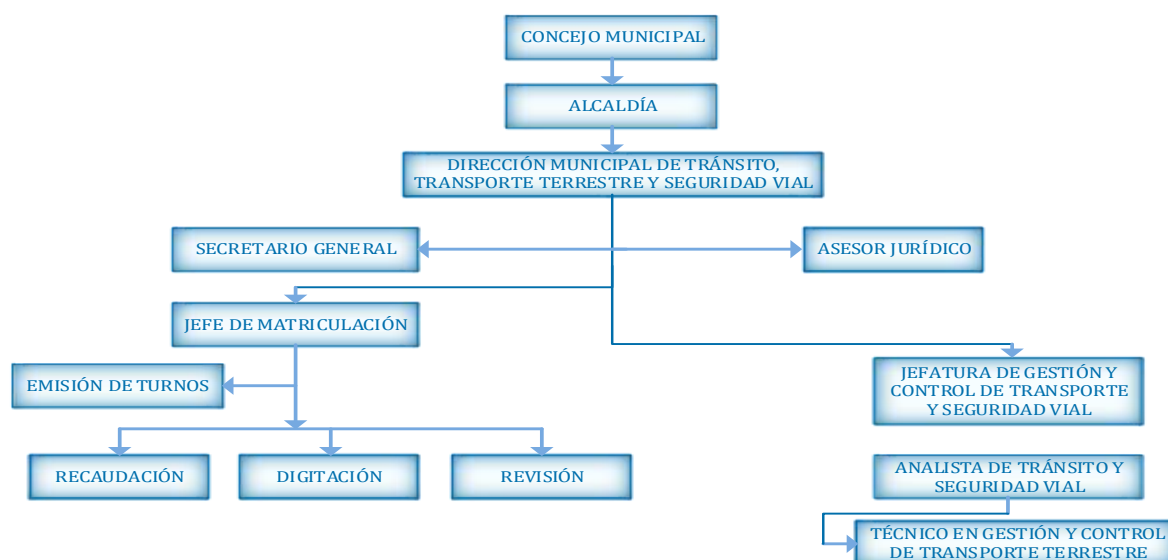 CONCEJO MUNICIPAL
ALCALDÍA
DIRECCIÓN MUNICIPAL DE TRÁNSITO,
TRANSPORTE TERRESTRE Y SEGURIDAD VIAL
SECRETARIO GENERAL
ASESOR JURÍDICO
JEFE DE MATRICULACIÓN
EMISIÓN DE TURNOS
JEFATURA DE GESTIÓN Y
CONTROL DE TRANSPORTE
Y SEGURIDAD VIAL
RECAUDACIÓN
DIGITACIÓN
REVISIÓN
ANALISTA DE TRÁNSITO Y
SEGURIDAD VIAL
TÉCNICO EN GESTIÓN Y CONTROL
DE TRANSPORTE TERRESTRE